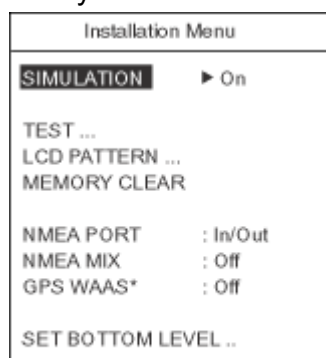 Installation Menu
SIMULATION ▶ On
TEST ...
LCD PATTERN ...
MEMORY CLEAR
NMEA PORT : In/Out
NMEA MIX : Off
GPS WAAS* : Off
SET BOTTOM LEVEL ..